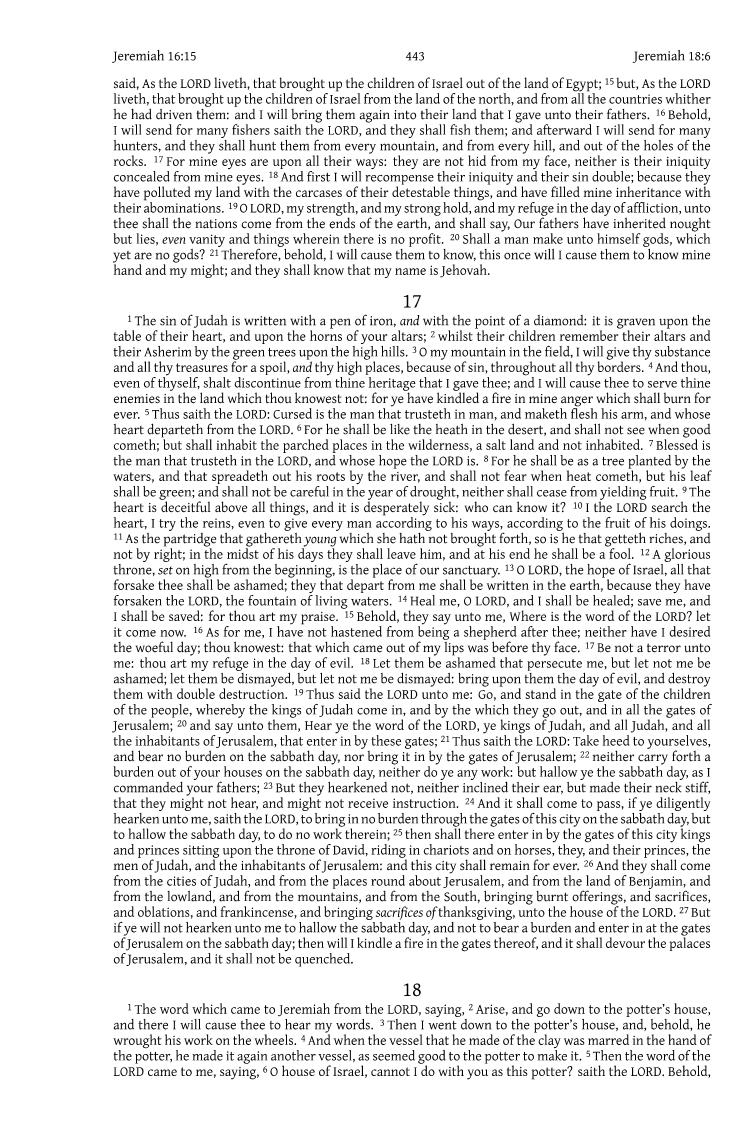 Jeremiah 16:15 443 Jeremiah 18:6
said, As the LORD liveth, that brought up the children of Israel out of the land of Egypt; 15 but, As the LORD
liveth, that brought up the children of Israel from the land of the north, and from all the countries whither
he had driven them: and I will bring them again into their land that I gave unto their fathers. 16 Behold,
I will send for many fishers saith the LORD, and they shall fish them; and afterward I will send for many
hunters, and they shall hunt them from every mountain, and from every hill, and out of the holes of the
rocks. 17 For mine eyes are upon all their ways: they are not hid from my face, neither is their iniquity
concealed from mine eyes. 18 And first I will recompense their iniquity and their sin double; because they
have polluted my land with the carcases of their detestable things, and have filled mine inheritance with
their abominations. 19 O LORD, my strength, and my strong hold, and my refuge in the day of affliction, unto
thee shall the nations come from the ends of the earth, and shall say, Our fathers have inherited nought
but lies, even vanity and things wherein there is no profit. 20 Shall a man make unto himself gods, which
yet are no gods? 21 Therefore, behold, I will cause them to know, this once will I cause them to know mine
hand and my might; and they shall know that my name is Jehovah.
17
1 The sin of Judah is written with a pen of iron, and with the point of a diamond: it is graven upon the
table of their heart, and upon the horns of your altars; 2 whilst their children remember their altars and
their Asherim by the green trees upon the high hills. 3 O my mountain in the field, I will give thy substance
and all thy treasures for a spoil, and thy high places, because of sin, throughout all thy borders. 4 And thou,
even of thyself, shalt discontinue from thine heritage that I gave thee; and I will cause thee to serve thine
enemies in the land which thou knowest not: for ye have kindled a fire in mine anger which shall burn for
ever. 5 Thus saith the LORD: Cursed is the man that trusteth in man, and maketh flesh his arm, and whose
heart departeth from the LORD. 6 For he shall be like the heath in the desert, and shall not see when good
cometh; but shall inhabit the parched places in the wilderness, a salt land and not inhabited. 7 Blessed is
the man that trusteth in the LORD, and whose hope the LORD is. 8 For he shall be as a tree planted by the
waters, and that spreadeth out his roots by the river, and shall not fear when heat cometh, but his leaf
shall be green; and shall not be careful in the year of drought, neither shall cease from yielding fruit. 9 The
heart is deceitful above all things, and it is desperately sick: who can know it? 10 I the LORD search the
heart, I try the reins, even to give every man according to his ways, according to the fruit of his doings.
11 As the partridge that gathereth young which she hath not brought forth, so is he that getteth riches, and
not by right; in the midst of his days they shall leave him, and at his end he shall be a fool. 12 A glorious
throne, set on high from the beginning, is the place of our sanctuary. 13 O LORD, the hope of Israel, all that
forsake thee shall be ashamed; they that depart from me shall be written in the earth, because they have
forsaken the LORD, the fountain of living waters. 14 Heal me, O LORD, and I shall be healed; save me, and
I shall be saved: for thou art my praise. 15 Behold, they say unto me, Where is the word of the LORD? let
it come now. 16 As for me, I have not hastened from being a shepherd after thee; neither have I desired
the woeful day; thou knowest: that which came out of my lips was before thy face. 17 Be not a terror unto
me: thou art my refuge in the day of evil. 18 Let them be ashamed that persecute me, but let not me be
ashamed; let them be dismayed, but let not me be dismayed: bring upon them the day of evil, and destroy
them with double destruction. 19 Thus said the LORD unto me: Go, and stand in the gate of the children
of the people, whereby the kings of Judah come in, and by the which they go out, and in all the gates of
Jerusalem; 20 and say unto them, Hear ye the word of the LORD, ye kings of Judah, and all Judah, and all
the inhabitants of Jerusalem, that enter in by these gates; 21 Thus saith the LORD: Take heed to yourselves,
and bear no burden on the sabbath day, nor bring it in by the gates of Jerusalem; 22 neither carry forth a
burden out of your houses on the sabbath day, neither do ye any work: but hallow ye the sabbath day, as I
commanded your fathers; 23 But they hearkened not, neither inclined their ear, but made their neck stiff,
that they might not hear, and might not receive instruction. 24 And it shall come to pass, if ye diligently
hearken unto me, saith the LORD, to bring in no burden through the gates of this city on the sabbath day, but
to hallow the sabbath day, to do no work therein; 25 then shall there enter in by the gates of this city kings
and princes sitting upon the throne of David, riding in chariots and on horses, they, and their princes, the
men of Judah, and the inhabitants of Jerusalem: and this city shall remain for ever. 26 And they shall come
from the cities of Judah, and from the places round about Jerusalem, and from the land of Benjamin, and
from the lowland, and from the mountains, and from the South, bringing burnt offerings, and sacrifices,
and oblations, and frankincense, and bringing sacrifices of thanksgiving, unto the house of the LORD. 27 But
if ye will not hearken unto me to hallow the sabbath day, and not to bear a burden and enter in at the gates
of Jerusalem on the sabbath day; then will I kindle a fire in the gates thereof, and it shall devour the palaces
of Jerusalem, and it shall not be quenched.
18
1 The word which came to Jeremiah from the LORD, saying, 2 Arise, and go down to the potter's house,
and there I will cause thee to hear my words. 3 Then I went down to the potter's house, and, behold, he
wrought his work on the wheels. 4 And when the vessel that he made of the clay was marred in the hand of
the potter, he made it again another vessel, as seemed good to the potter to make it. 5 Then the word of the
LORD came to me, saying, 6 O house of Israel, cannot I do with you as this potter? saith the LORD. Behold,